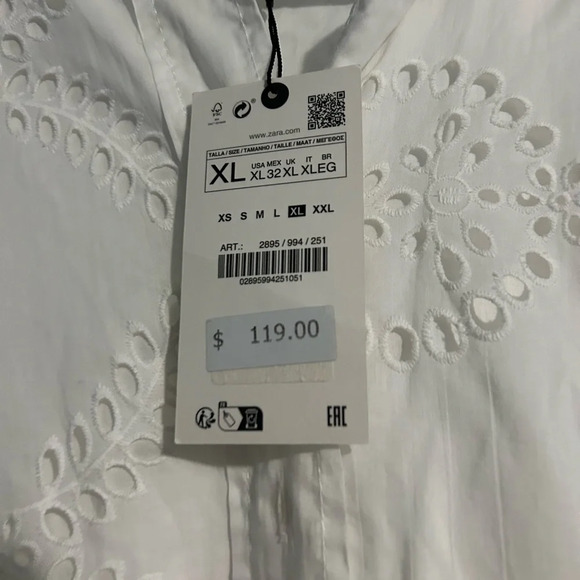 FSC
www.zara.com
TALLA / SIZE / TAMANHO / TAILLE / MAAT / ΜΕΓΕΘΟΣ
XL
USA MEX UK IT BR
XL 32 XL XL EG
XS S M L XL XXL
ART.: 2895 / 994 / 251
02895994251051
$ 119.00
EAC